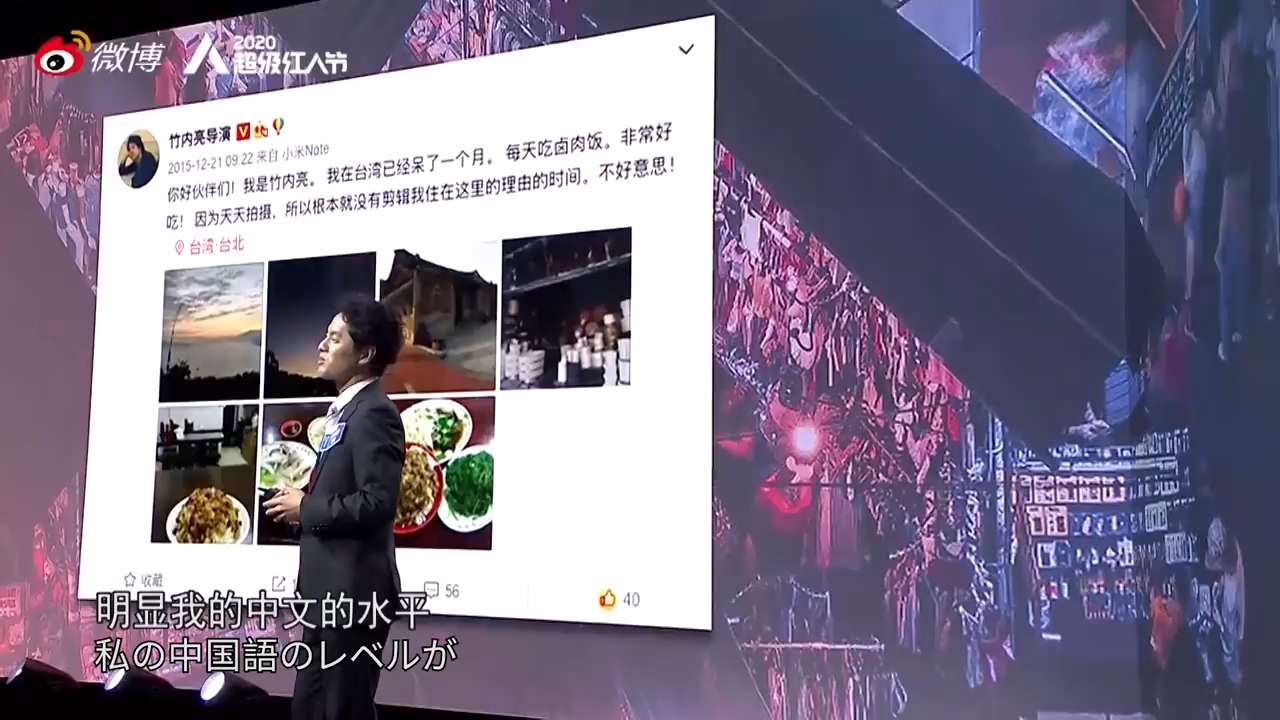 微博
2020
超级红人节
竹内亮导演
2015-12-21 09:22 来自 小米Note
你好伙伴们！我是竹内亮。我在台湾已经呆了一个月。每天吃卤肉饭。非常好
吃！因为天天拍摄，所以根本就没有剪辑我住在这里的理由的时间。不好意思！
台湾·台北
收藏
56
40
明显我的中文的水平
私の中国語のレベルが